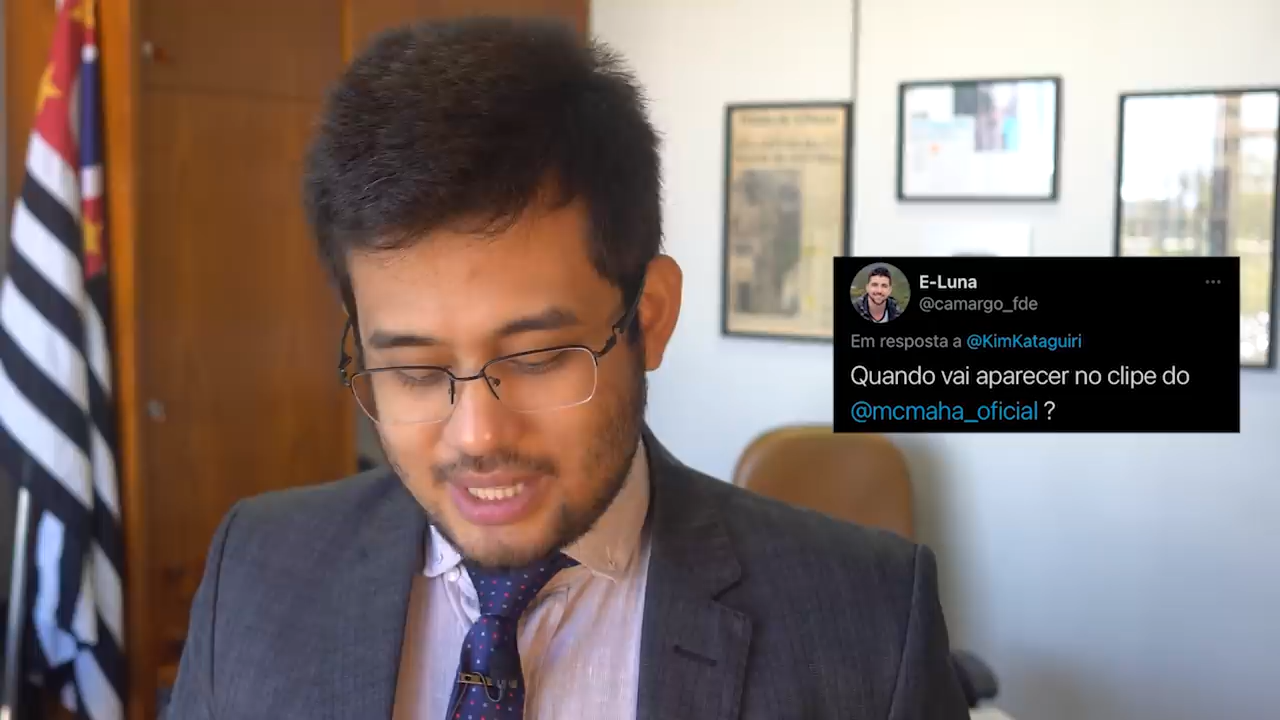 E-Luna
@camargo_fde
Em resposta a @KimKataguiri
Quando vai aparecer no clipe do
@mcmaha_oficial ?